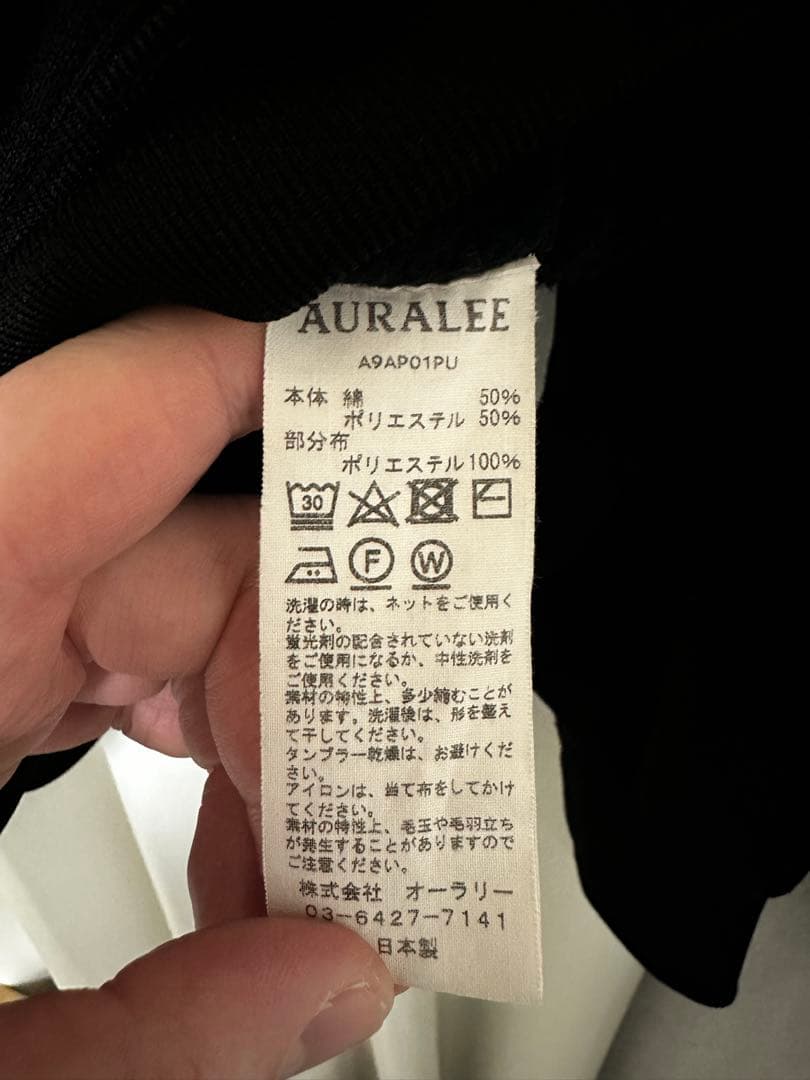 AURALEE
A9AP01PU
本体 綿 50%
ポリエステル 50%
部分布
ポリエステル100%
30
F W
洗濯の時は、ネットをご使用く
ださい。
蛍光剤の配合されていない洗剤
をご使用になるか、中性洗剤を
ご使用ください。
素材の特性上、多少縮むことが
あります。洗濯後は、形を整え
て干してください。
タンブラー乾燥は、お避けくだ
さい。
アイロンは、当て布をしてかけ
てください。
素材の特性上、毛玉や毛羽立ち
が発生することがありますので
ご注意ください。
株式会社 オーラリー
03-6427-7141
日本製